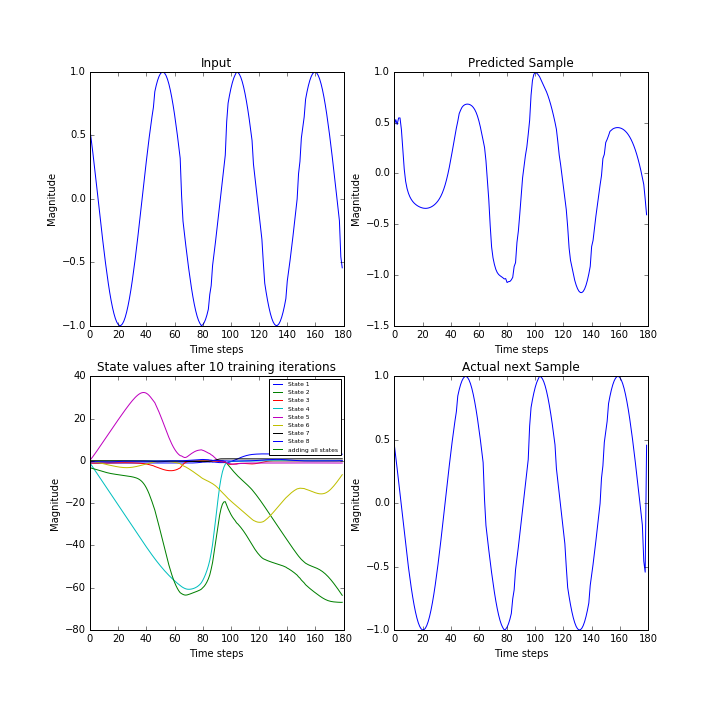 Input
Magnitude
1.0
0.5
0.0
−0.5
−1.0
0 20 40 60 80 100 120 140 160 180
Time steps
Predicted Sample
Magnitude
1.0
0.5
0.0
−0.5
−1.0
−1.5
0 20 40 60 80 100 120 140 160 180
Time steps
State values after 10 training iterations
Magnitude
40
20
0
−20
−40
−60
−80
0 20 40 60 80 100 120 140 160 180
Time steps
State 1
State 2
State 3
State 4
State 5
State 6
State 7
State 8
adding all states
Actual next Sample
Magnitude
1.0
0.5
0.0
−0.5
−1.0
0 20 40 60 80 100 120 140 160 180
Time steps